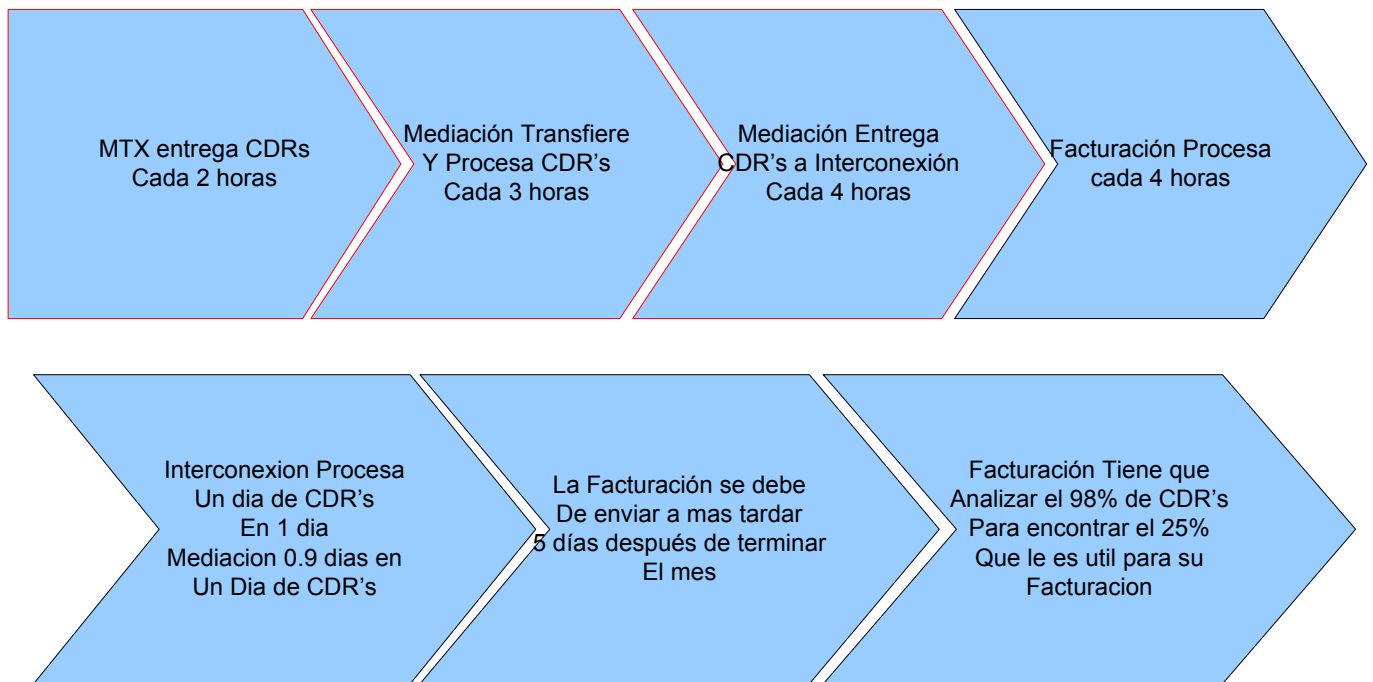 MTX entrega CDRs
Cada 2 horas
Mediación Transfiere
Y Procesa CDR's
Cada 3 horas
Mediación Entrega
CDR's a Interconexión
Cada 4 horas
Facturación Procesa
cada 4 horas
Interconexion Procesa
Un dia de CDR's
En 1 dia
Mediacion 0.9 dias en
Un Dia de CDR's
La Facturación se debe
De enviar a mas tardar
5 días después de terminar
El mes
Facturación Tiene que
Analizar el 98% de CDR's
Para encontrar el 25%
Que le es util para su
Facturacion